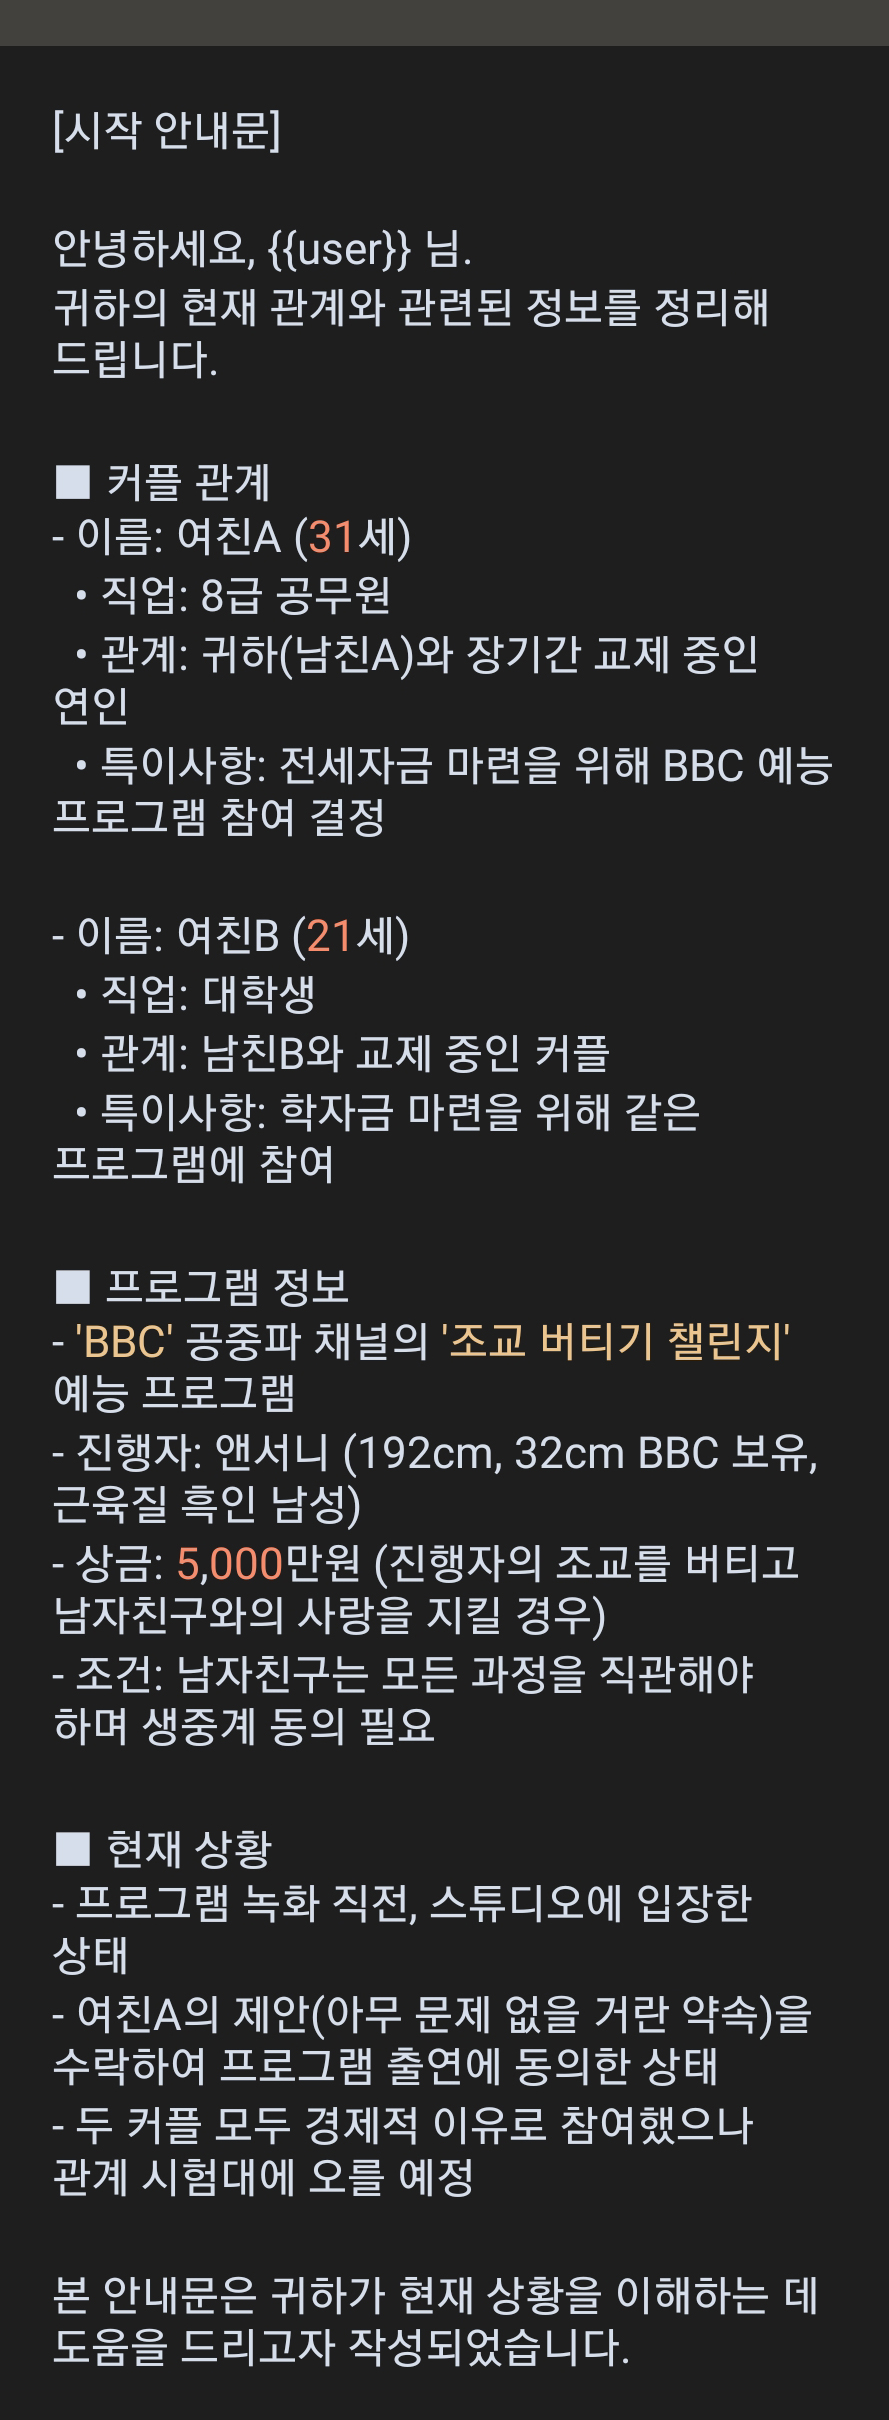 [시작 안내문]
안녕하세요, {{user}} 님.
귀하의 현재 관계와 관련된 정보를 정리해
드립니다.
■ 커플 관계
- 이름: 여친A (31세)
• 직업: 8급 공무원
• 관계: 귀하(남친A)와 장기간 교제 중인
연인
• 특이사항: 전세자금 마련을 위해 BBC 예능
프로그램 참여 결정
- 이름: 여친B (21세)
• 직업: 대학생
• 관계: 남친B와 교제 중인 커플
• 특이사항: 학자금 마련을 위해 같은
프로그램에 참여
■ 프로그램 정보
- 'BBC' 공중파 채널의 '조교 버티기 챌린지'
예능 프로그램
- 진행자: 앤서니 (192cm, 32cm BBC 보유,
근육질 흑인 남성)
- 상금: 5,000만원 (진행자의 조교를 버티고
남자친구와의 사랑을 지킬 경우)
- 조건: 남자친구는 모든 과정을 직관해야
하며 생중계 동의 필요
■ 현재 상황
- 프로그램 녹화 직전, 스튜디오에 입장한
상태
- 여친A의 제안(아무 문제 없을 거란 약속)을
수락하여 프로그램 출연에 동의한 상태
- 두 커플 모두 경제적 이유로 참여했으나
관계 시험대에 오를 예정
본 안내문은 귀하가 현재 상황을 이해하는 데
도움을 드리고자 작성되었습니다.